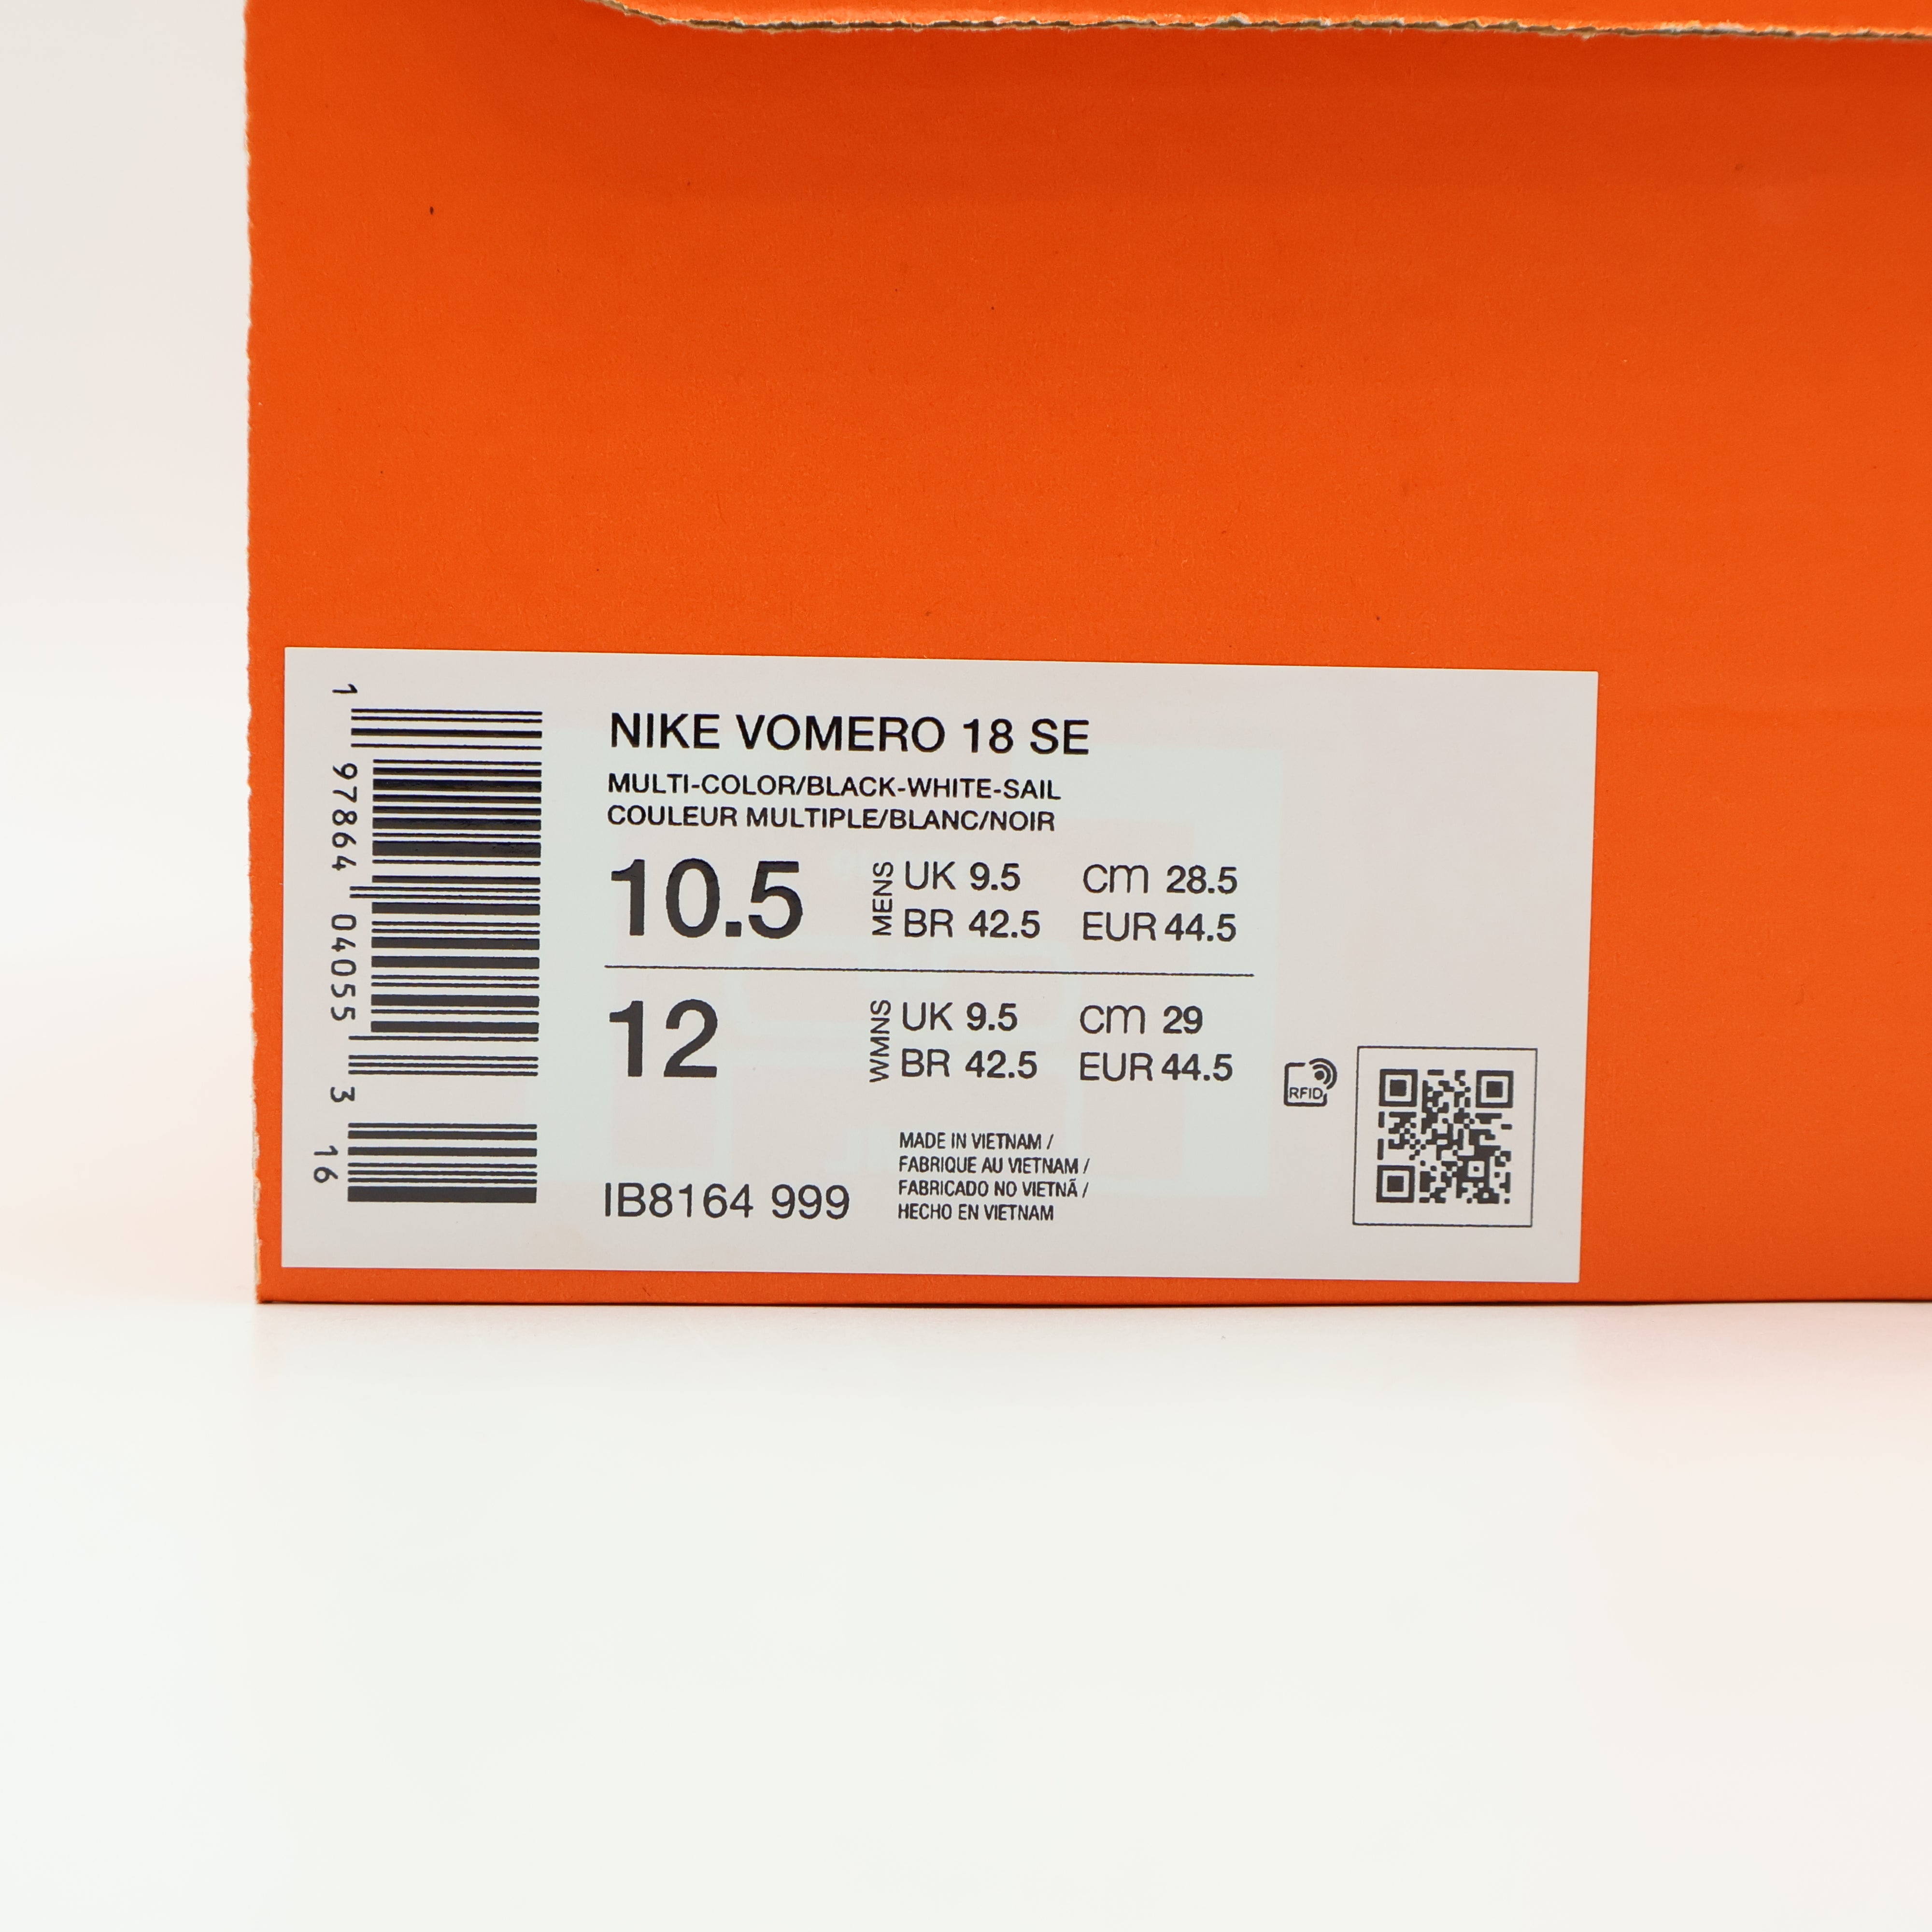 1 97864 04055 3 16
NIKE VOMERO 18 SE
MULTI-COLOR/BLACK-WHITE-SAIL
COULEUR MULTIPLE/BLANC/NOIR
10.5 MENS UK 9.5 cm 28.5
BR 42.5 EUR 44.5
12 WMNS UK 9.5 cm 29
BR 42.5 EUR 44.5
RFID
MADE IN VIETNAM /
FABRIQUE AU VIETNAM /
FABRICADO NO VIETNÃ /
HECHO EN VIETNAM
IB8164 999